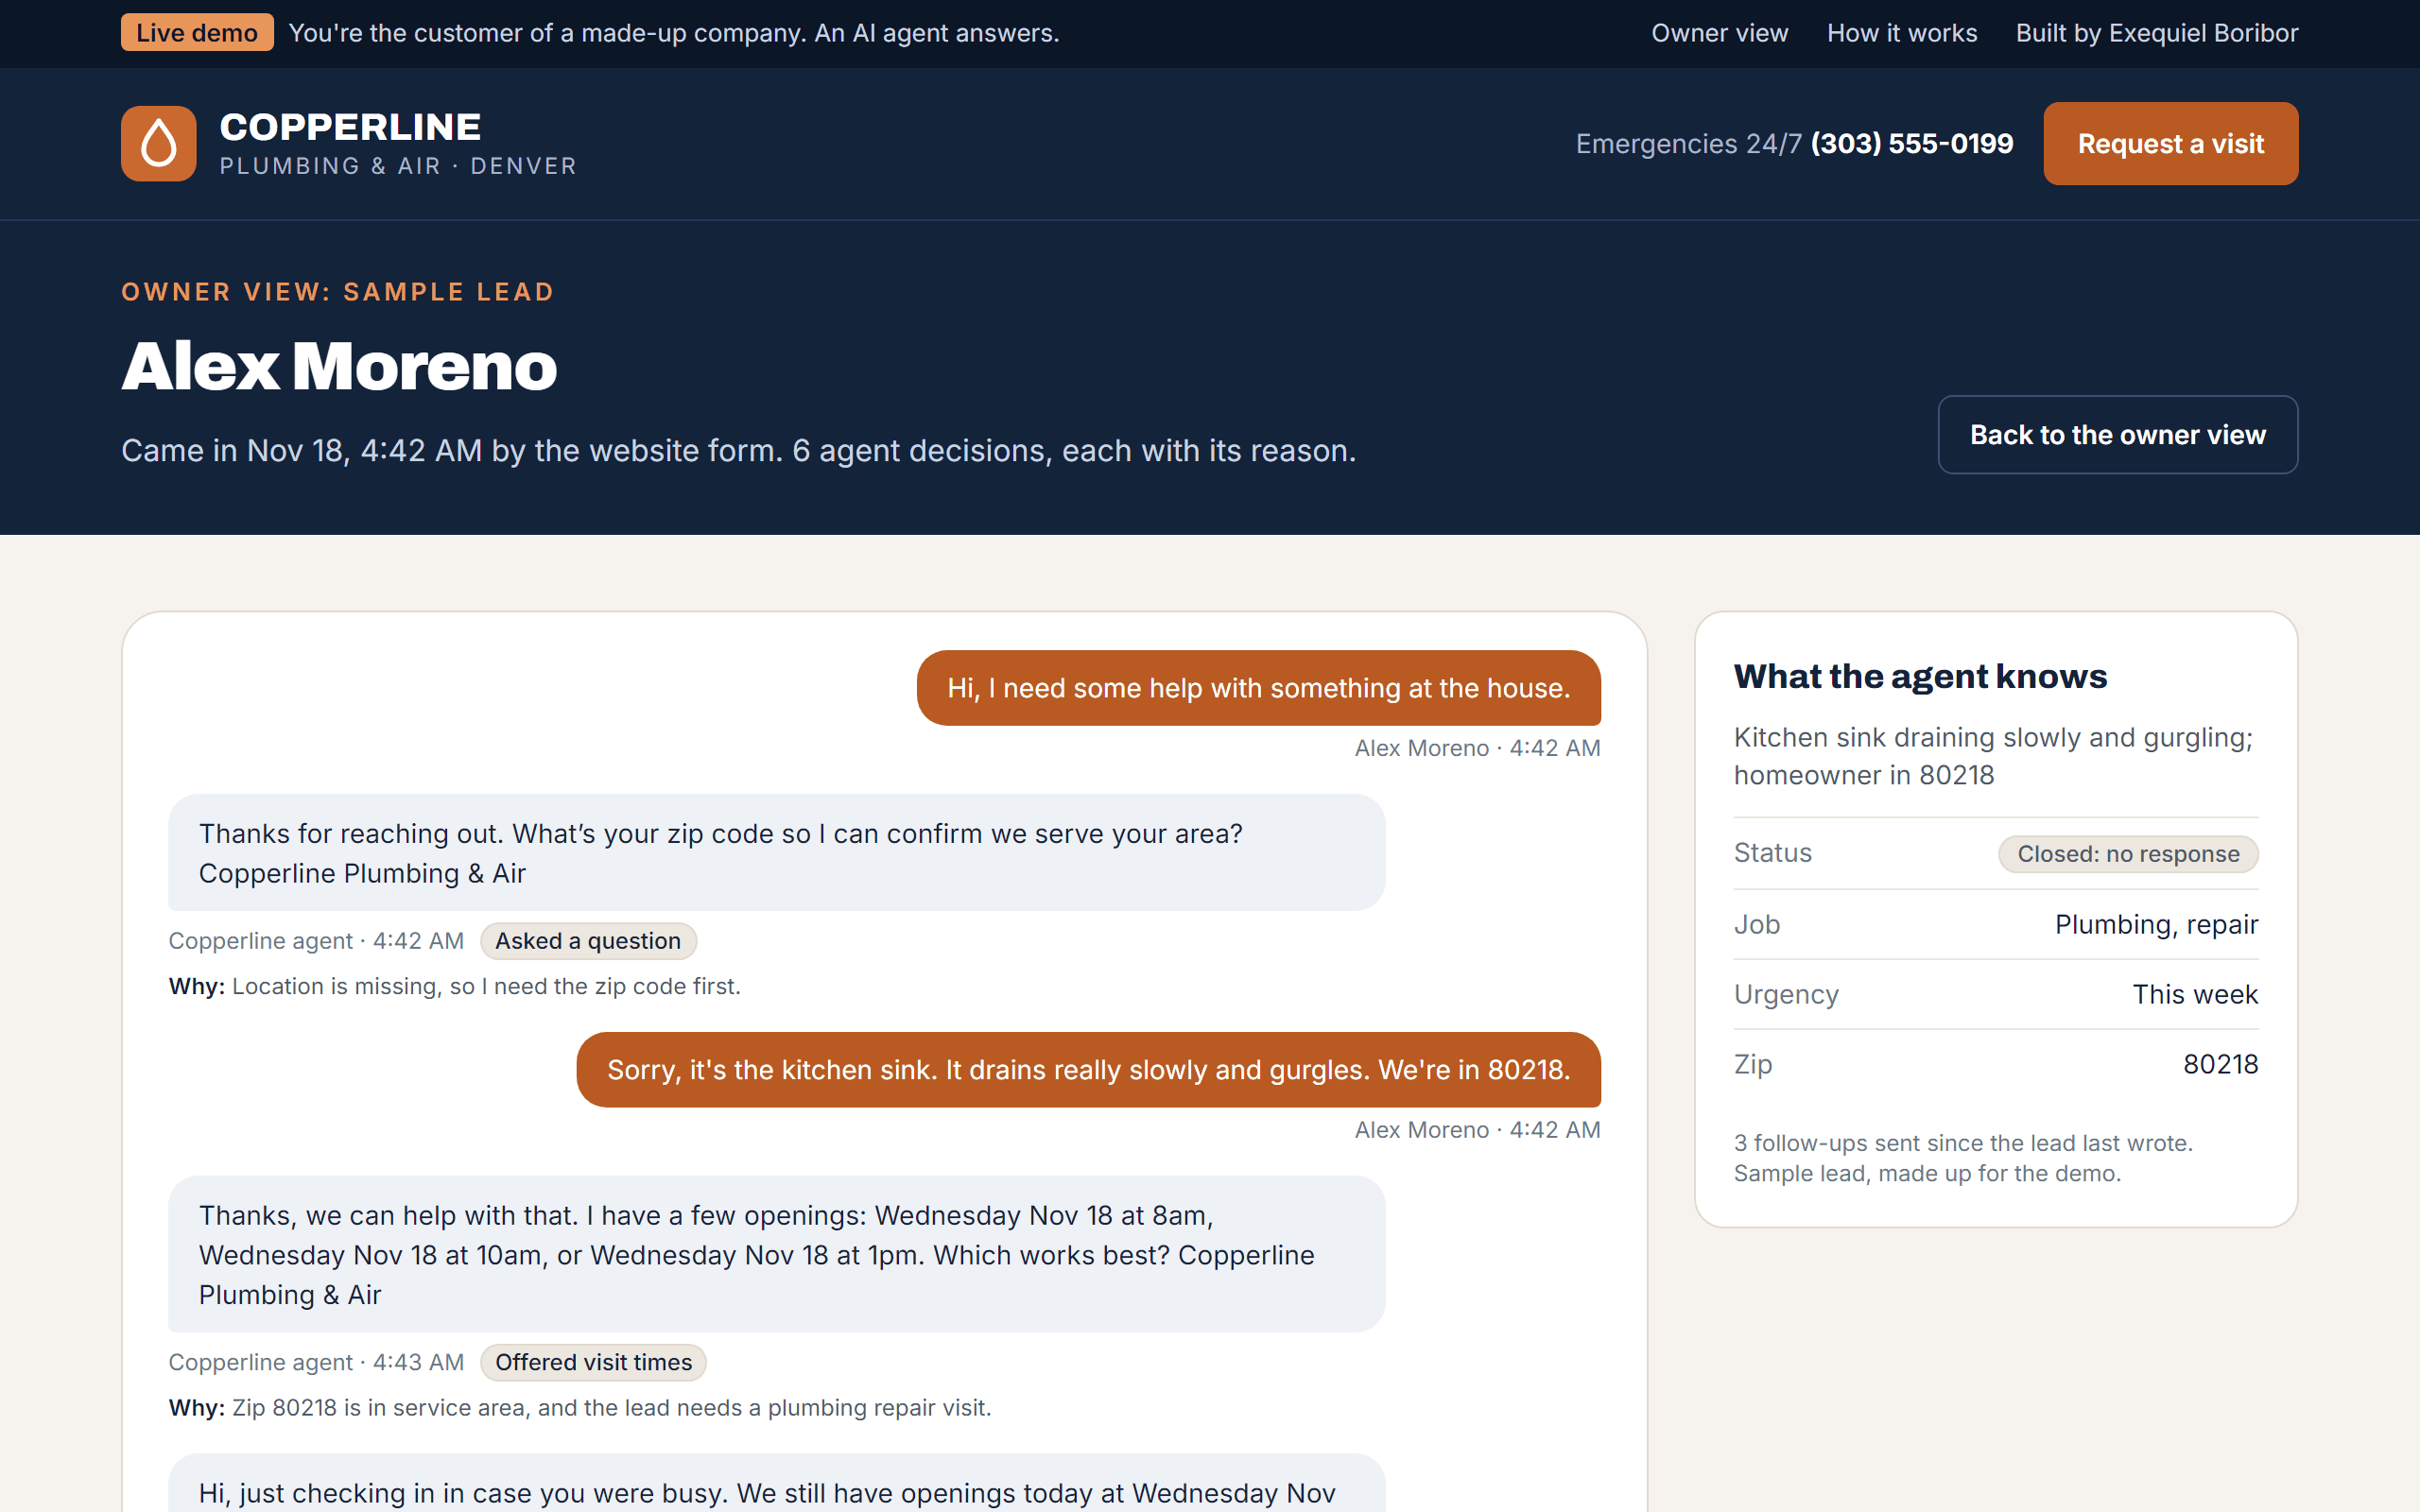 Live demo You're the customer of a made-up company. An AI agent answers. Owner view How it works Built by Exequiel Boribor
COPPERLINE
PLUMBING & AIR · DENVER
Emergencies 24/7 (303) 555-0199 Request a visit
OWNER VIEW: SAMPLE LEAD
Alex Moreno
Came in Nov 18, 4:42 AM by the website form. 6 agent decisions, each with its reason.
Back to the owner view
Hi, I need some help with something at the house.
Alex Moreno · 4:42 AM
Thanks for reaching out. What’s your zip code so I can confirm we serve your area?
Copperline Plumbing & Air
Copperline agent · 4:42 AM Asked a question
Why: Location is missing, so I need the zip code first.
Sorry, it's the kitchen sink. It drains really slowly and gurgles. We're in 80218.
Alex Moreno · 4:42 AM
Thanks, we can help with that. I have a few openings: Wednesday Nov 18 at 8am,
Wednesday Nov 18 at 10am, or Wednesday Nov 18 at 1pm. Which works best? Copperline
Plumbing & Air
Copperline agent · 4:43 AM Offered visit times
Why: Zip 80218 is in service area, and the lead needs a plumbing repair visit.
Hi, just checking in in case you were busy. We still have openings today at Wednesday Nov
What the agent knows
Kitchen sink draining slowly and gurgling;
homeowner in 80218
Status Closed: no response
Job Plumbing, repair
Urgency This week
Zip 80218
3 follow-ups sent since the lead last wrote.
Sample lead, made up for the demo.